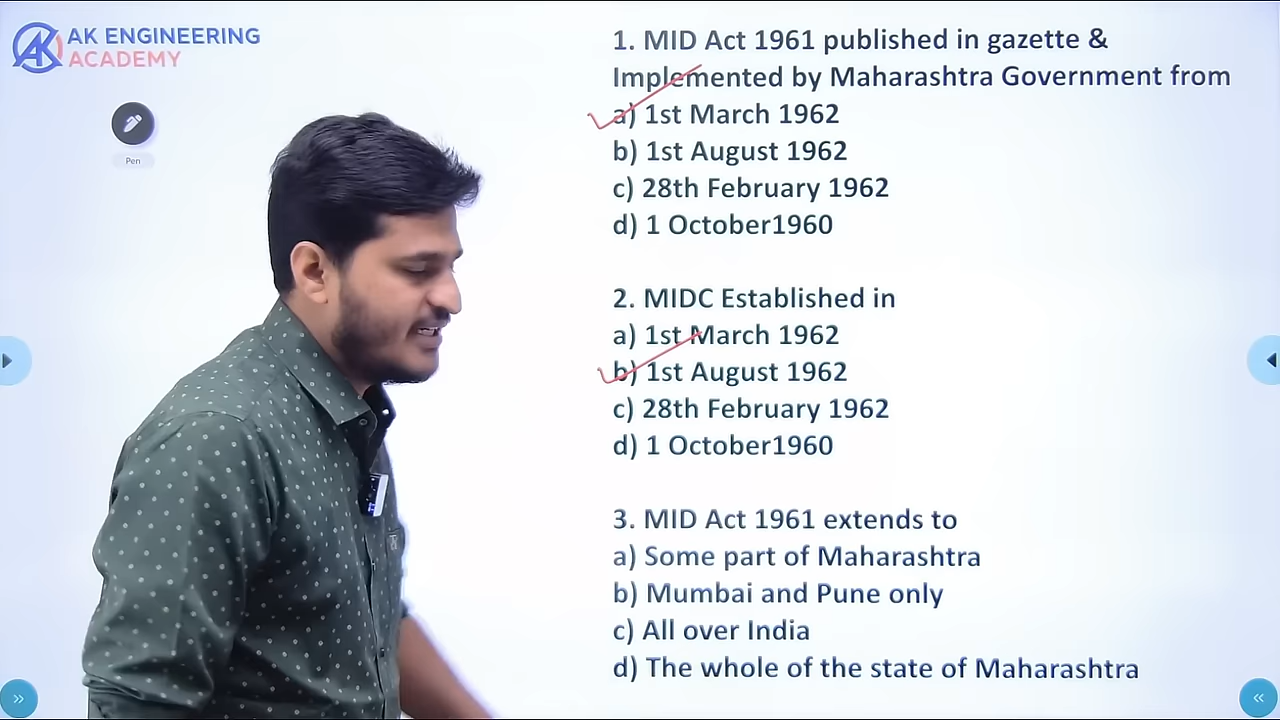 AK ENGINEERING
ACADEMY
Pen
1. MID Act 1961 published in gazette &
Implemented by Maharashtra Government from
a) 1st March 1962
b) 1st August 1962
c) 28th February 1962
d) 1 October1960
2. MIDC Established in
a) 1st March 1962
b) 1st August 1962
c) 28th February 1962
d) 1 October1960
3. MID Act 1961 extends to
a) Some part of Maharashtra
b) Mumbai and Pune only
c) All over India
d) The whole of the state of Maharashtra